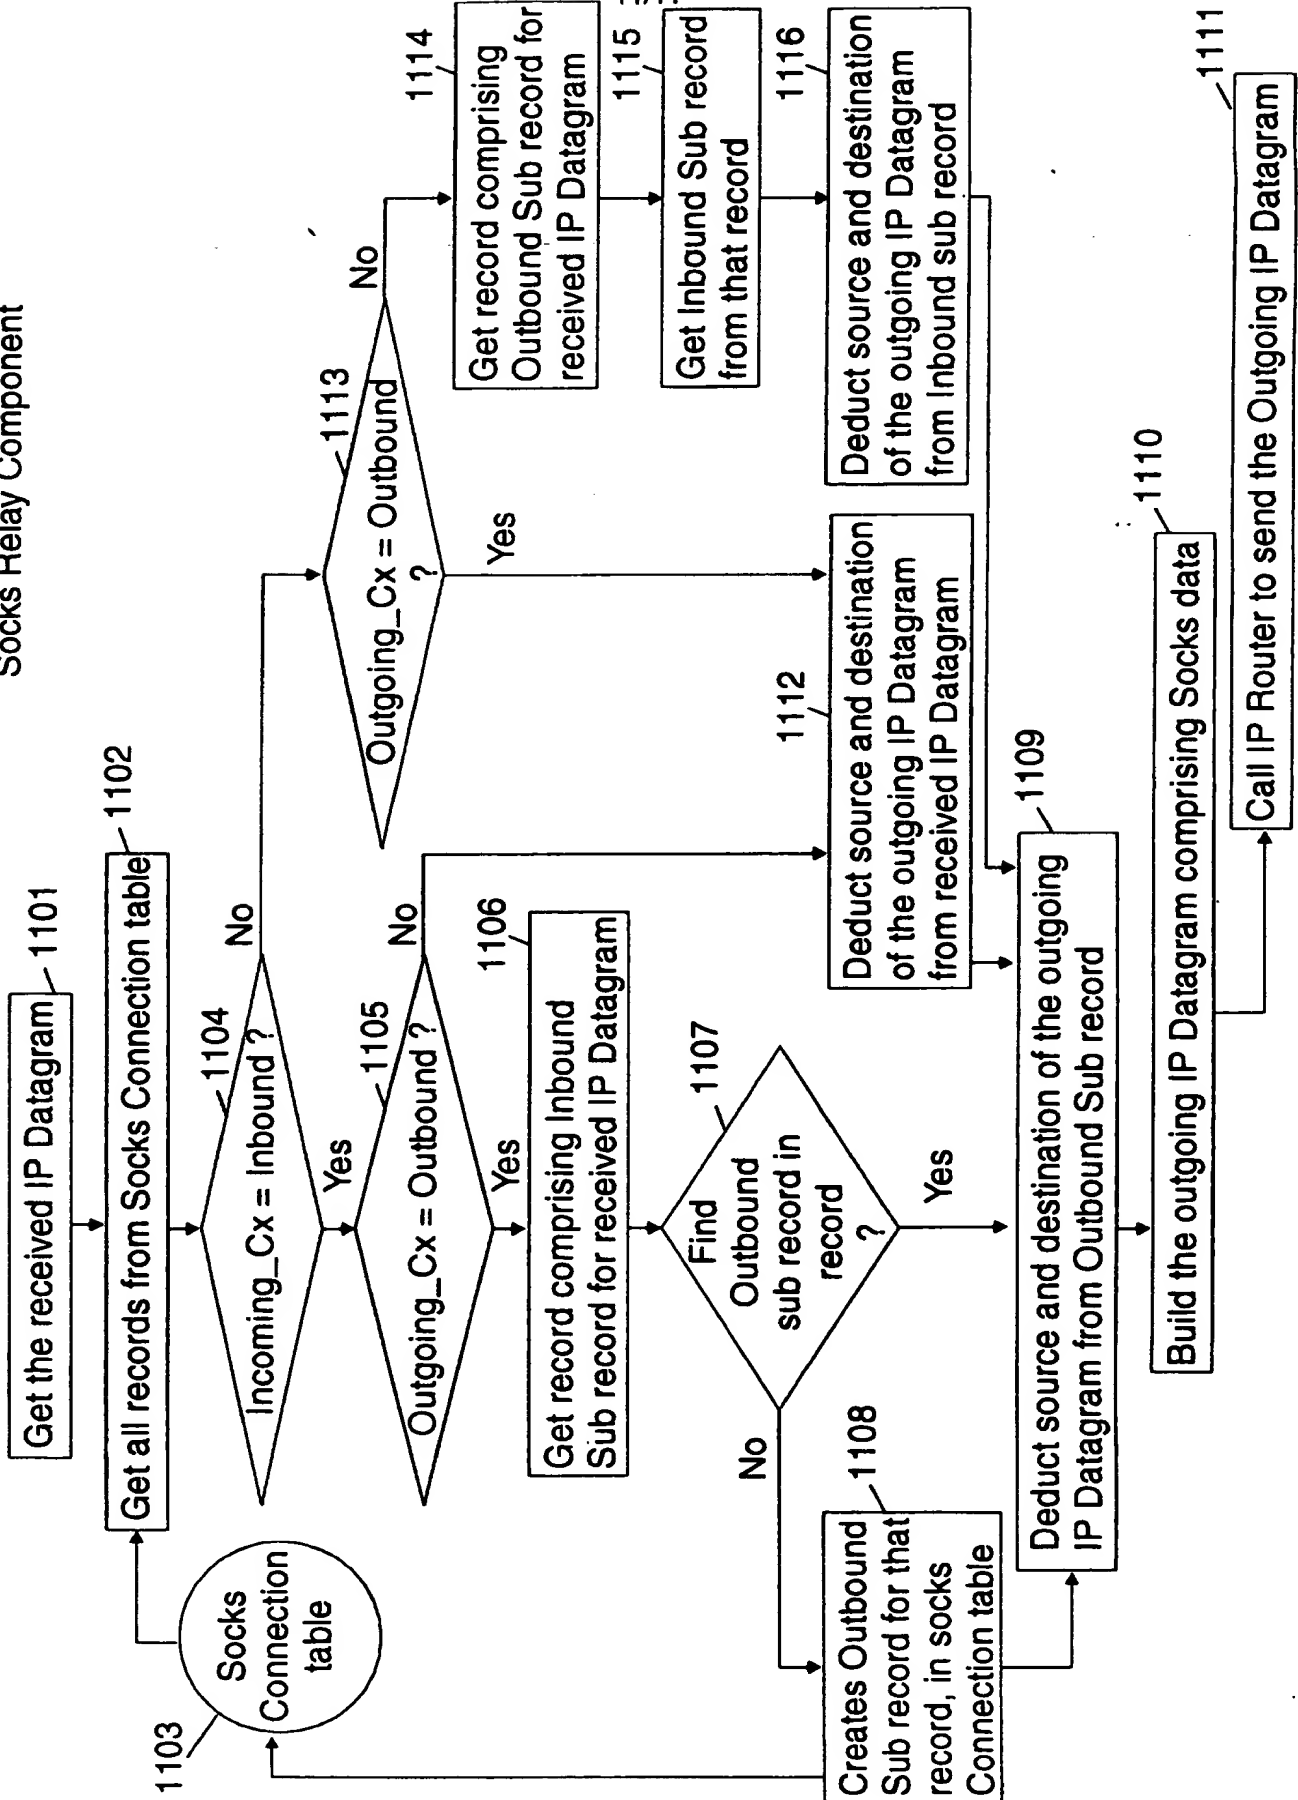 Socks Relay Component
1101
Get the received IP Datagram
1102
Get all records from Socks Connection table
1103
Socks
Connection
table
1104
Incoming_Cx = Inbound ?
No
Yes
1105
Outgoing_Cx = Outbound ?
No
Yes
1106
Get record comprising Inbound
Sub record for received IP Datagram
1107
Find
Outbound
sub record in
record
?
No
Yes
1108
Creates Outbound
Sub record for that
record, in socks
Connection table
1109
Deduct source and destination of the outgoing
IP Datagram from Outbound Sub record
1110
Build the outgoing IP Datagram comprising Socks data
1111
Call IP Router to send the Outgoing IP Datagram
1112
Deduct source and destination
of the outgoing IP Datagram
from received IP Datagram
1113
Outgoing_Cx = Outbound
?
No
Yes
1114
Get record comprising
Outbound Sub record for
received IP Datagram
1115
Get Inbound Sub record
from that record
1116
Deduct source and destination
of the outgoing IP Datagram
from Inbound sub record